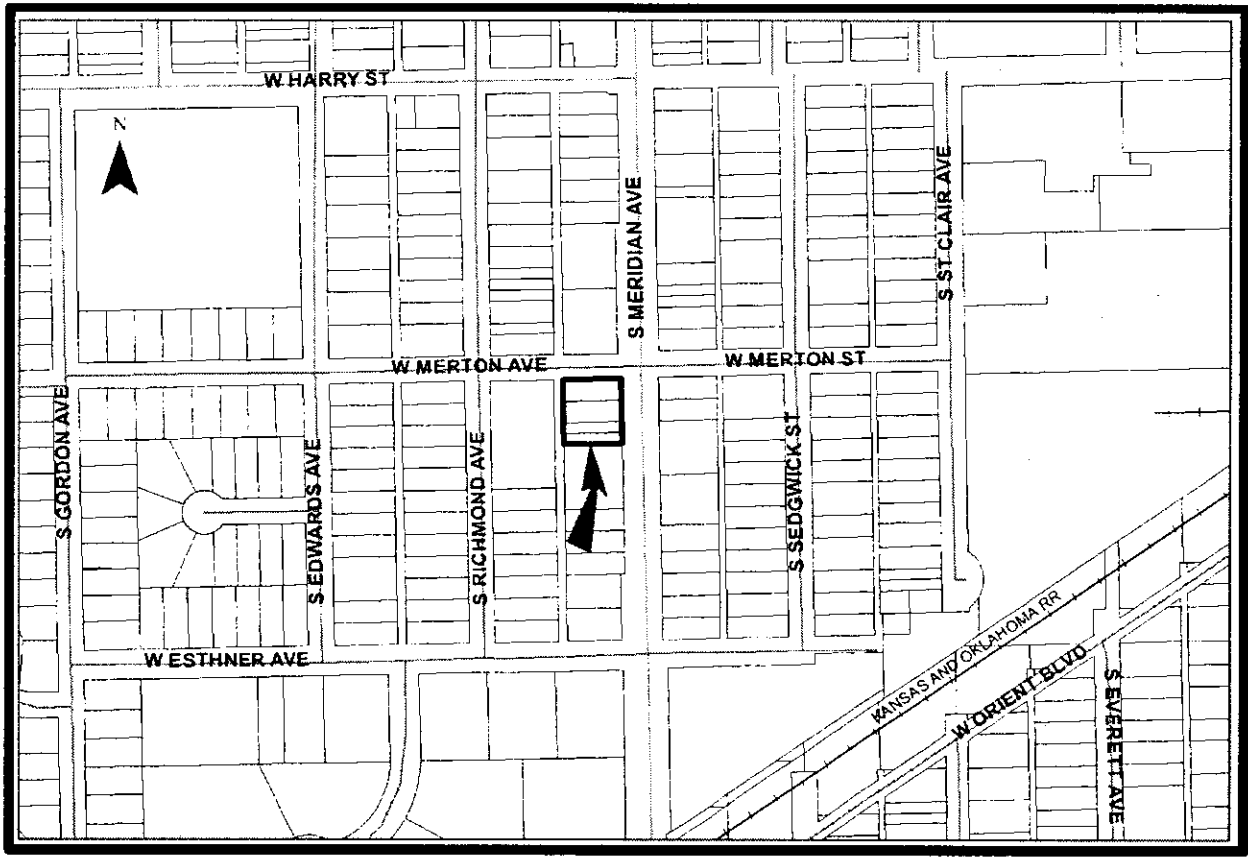 W HARRY ST
N
S MERIDIAN AVE
S ST CLAIR AVE
W MERTON AVE
W MERTON ST
S GORDON AVE
S EDWARDS AVE
S RICHMOND AVE
S SEDGWICK ST
W ESTHNER AVE
KANSAS AND OKLAHOMA RR
W ORIENT BLVD
S EVERETT AVE